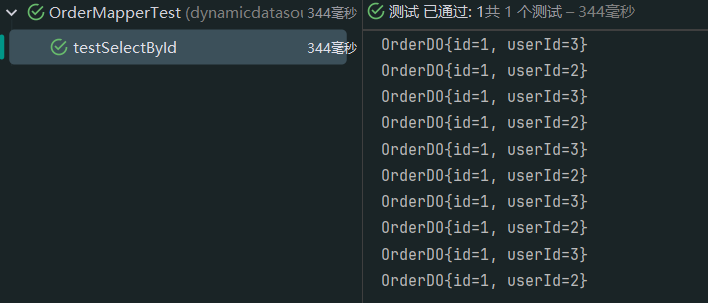 OrderMapperTest (dynamicdatasou 344毫秒
testSelectById 344毫秒
测试 已通过: 1共 1 个测试 – 344毫秒
OrderDO{id=1, userId=3}
OrderDO{id=1, userId=2}
OrderDO{id=1, userId=3}
OrderDO{id=1, userId=2}
OrderDO{id=1, userId=3}
OrderDO{id=1, userId=2}
OrderDO{id=1, userId=3}
OrderDO{id=1, userId=2}
OrderDO{id=1, userId=3}
OrderDO{id=1, userId=2}